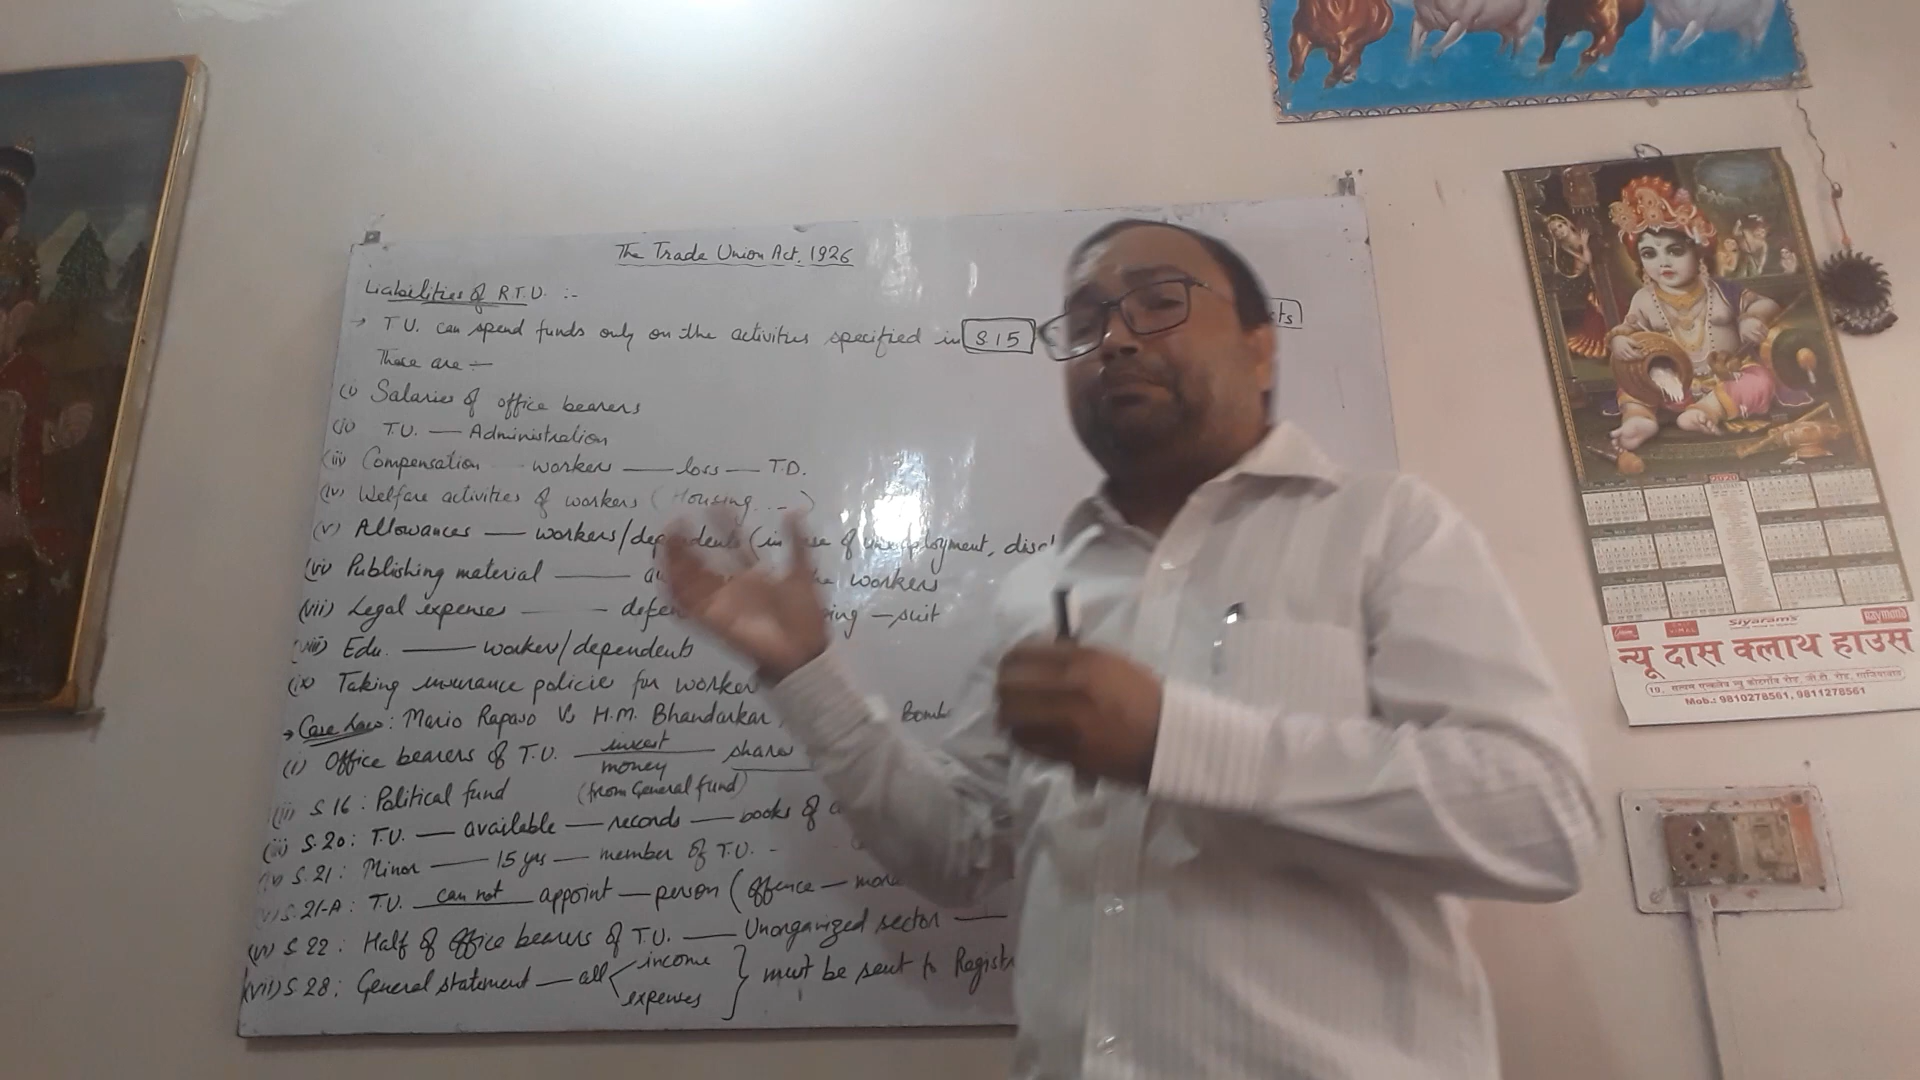 The Trade Union Act, 1926
Liabilities of R.T.U. :-
→ T.U. can spend funds only on the activities specified in S 15
These are :-
(i) Salaries of office bearers
(ii) T.U. — Administration
(iii) Compensation workers — loss — T.D.
(iv) Welfare activities of workers (Housing ... )
(v) Allowances — workers/dependents (in case of unemployment,
(vi) Publishing material — workers
(vii) Legal expenses — suit
(viii) Edu. — worker/dependents
(ix) Taking insurance policies for worker
→ Case Law: Mario Raposo Vs H.M. Bhandarkar
(i) Office bearers of T.U. invest money share
(from General fund)
(ii) S.16: Political fund
(iii) S.20: T.U. — available — records — books of
(iv) S.21: Minor — 15 yrs — member of T.U. -
(v) S.21-A: T.U. can not appoint — person (offence —
(vi) S.22: Half of office bearers of T.U. — Unorganized sector —
(vii) S.28: General statement — all income expenses } must be sent to
2020
Siyaram's
Raymond
न्यू दास क्लाथ हाउस
Mob.: 9810278561, 9811278561